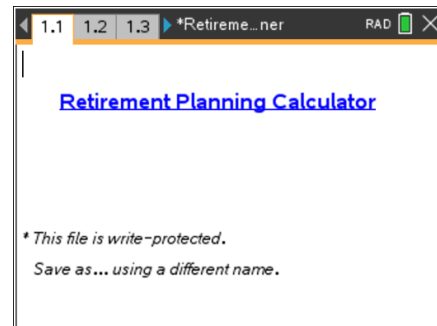 1.1 1.2 1.3 *Retireme...ner RAD
Retirement Planning Calculator
* This file is write-protected.
Save as... using a different name.